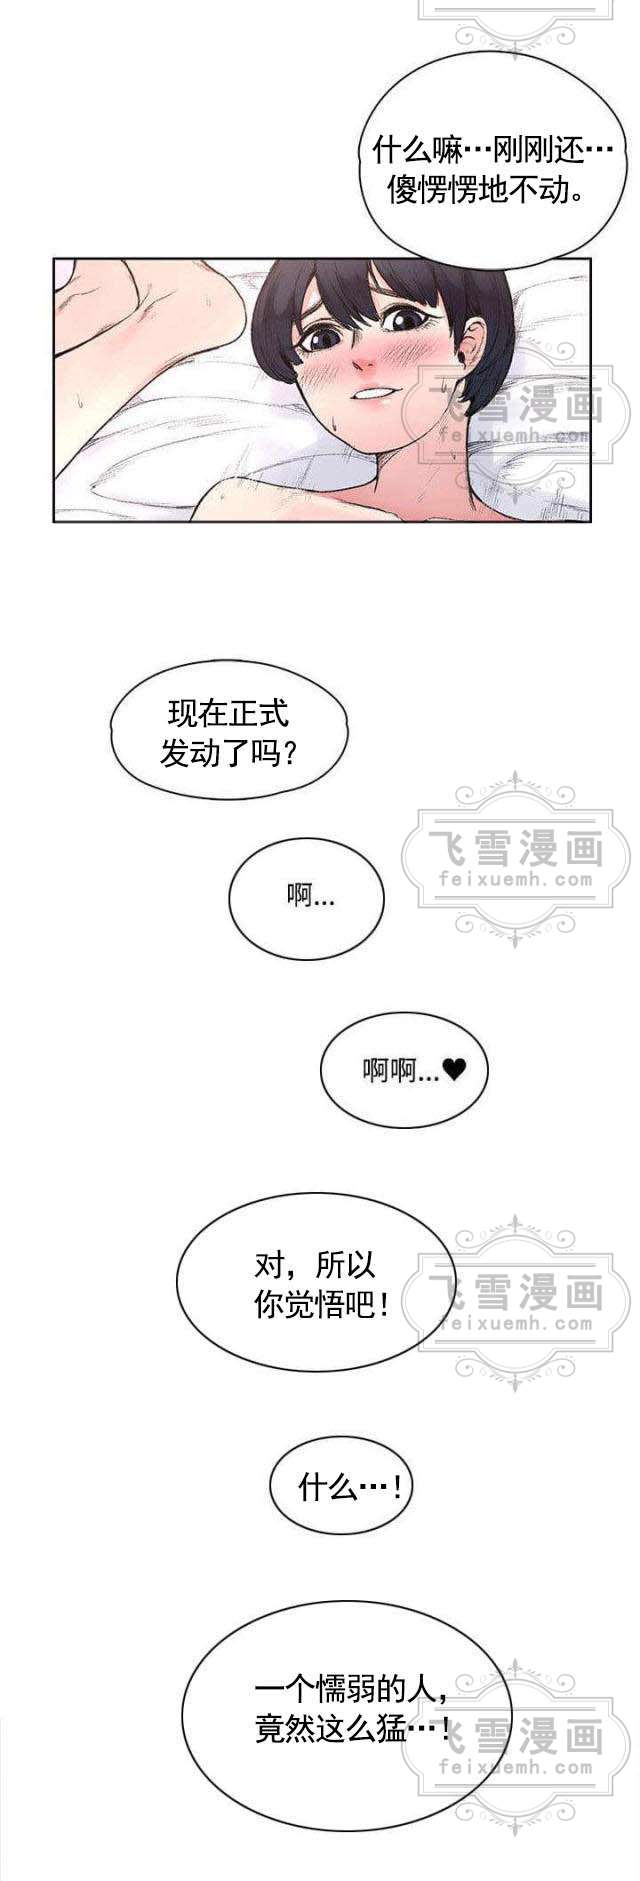 什么嘛…刚刚还…
傻愣愣地不动。
飞雪漫画
feixuemh.com
现在正式
发动了吗?
飞雪漫画
feixuemh.com
啊...
啊啊...♥
对，所以
你觉悟吧!
飞雪漫画
feixuemh.com
什么…!
一个懦弱的人，
竟然这么猛…!
飞雪漫画
feixuemh.com